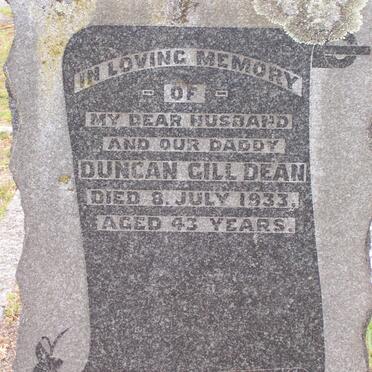 IN LOVING MEMORY
- OF -
MY DEAR HUSBAND
AND OUR DADDY
DUNCAN GILL DEAN
DIED 8. JULY 1933.
AGED 43 YEARS.